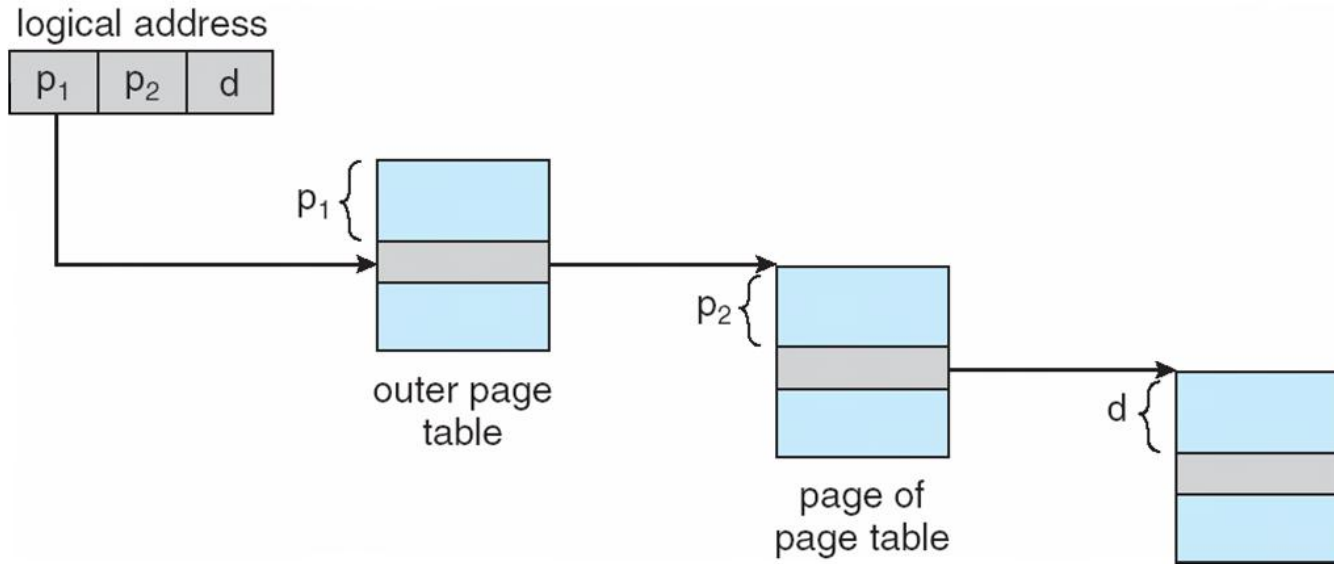 logical address
p₁ p₂ d
p₁
outer page
table
p₂
page of
page table
d